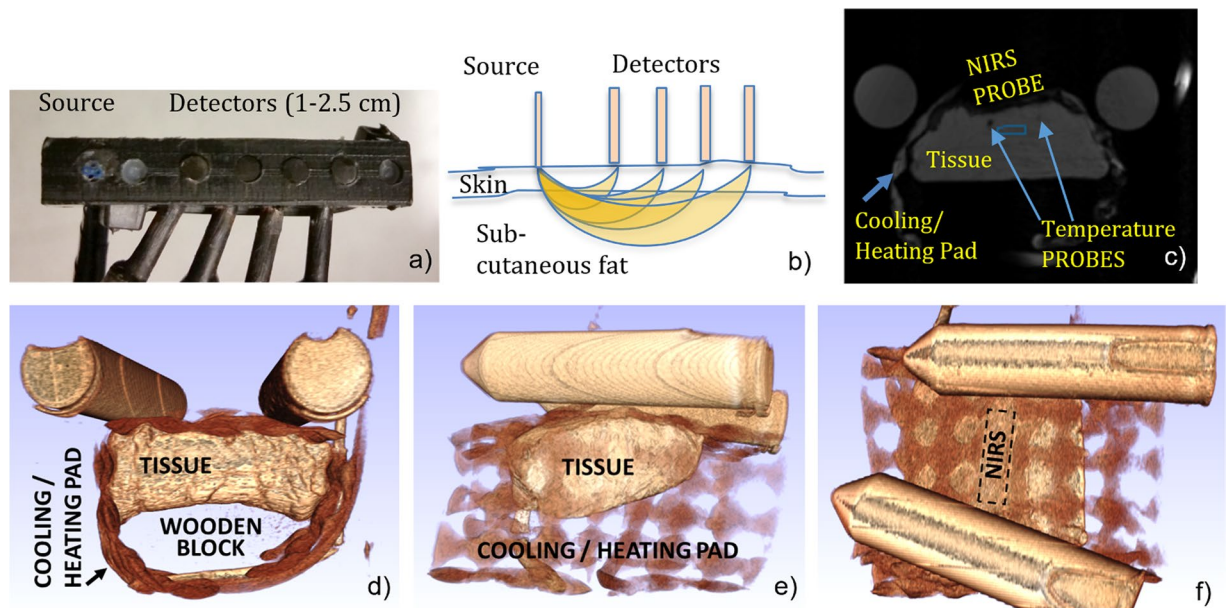 Source
Detectors (1-2.5 cm)
a)
Source
Detectors
Skin
Sub-
cutaneous fat
b)
NIRS
PROBE
Tissue
Cooling/
Heating Pad
Temperature
PROBES
c)
COOLING /
HEATING PAD
TISSUE
WOODEN
BLOCK
d)
TISSUE
COOLING / HEATING PAD
e)
NIRS
f)